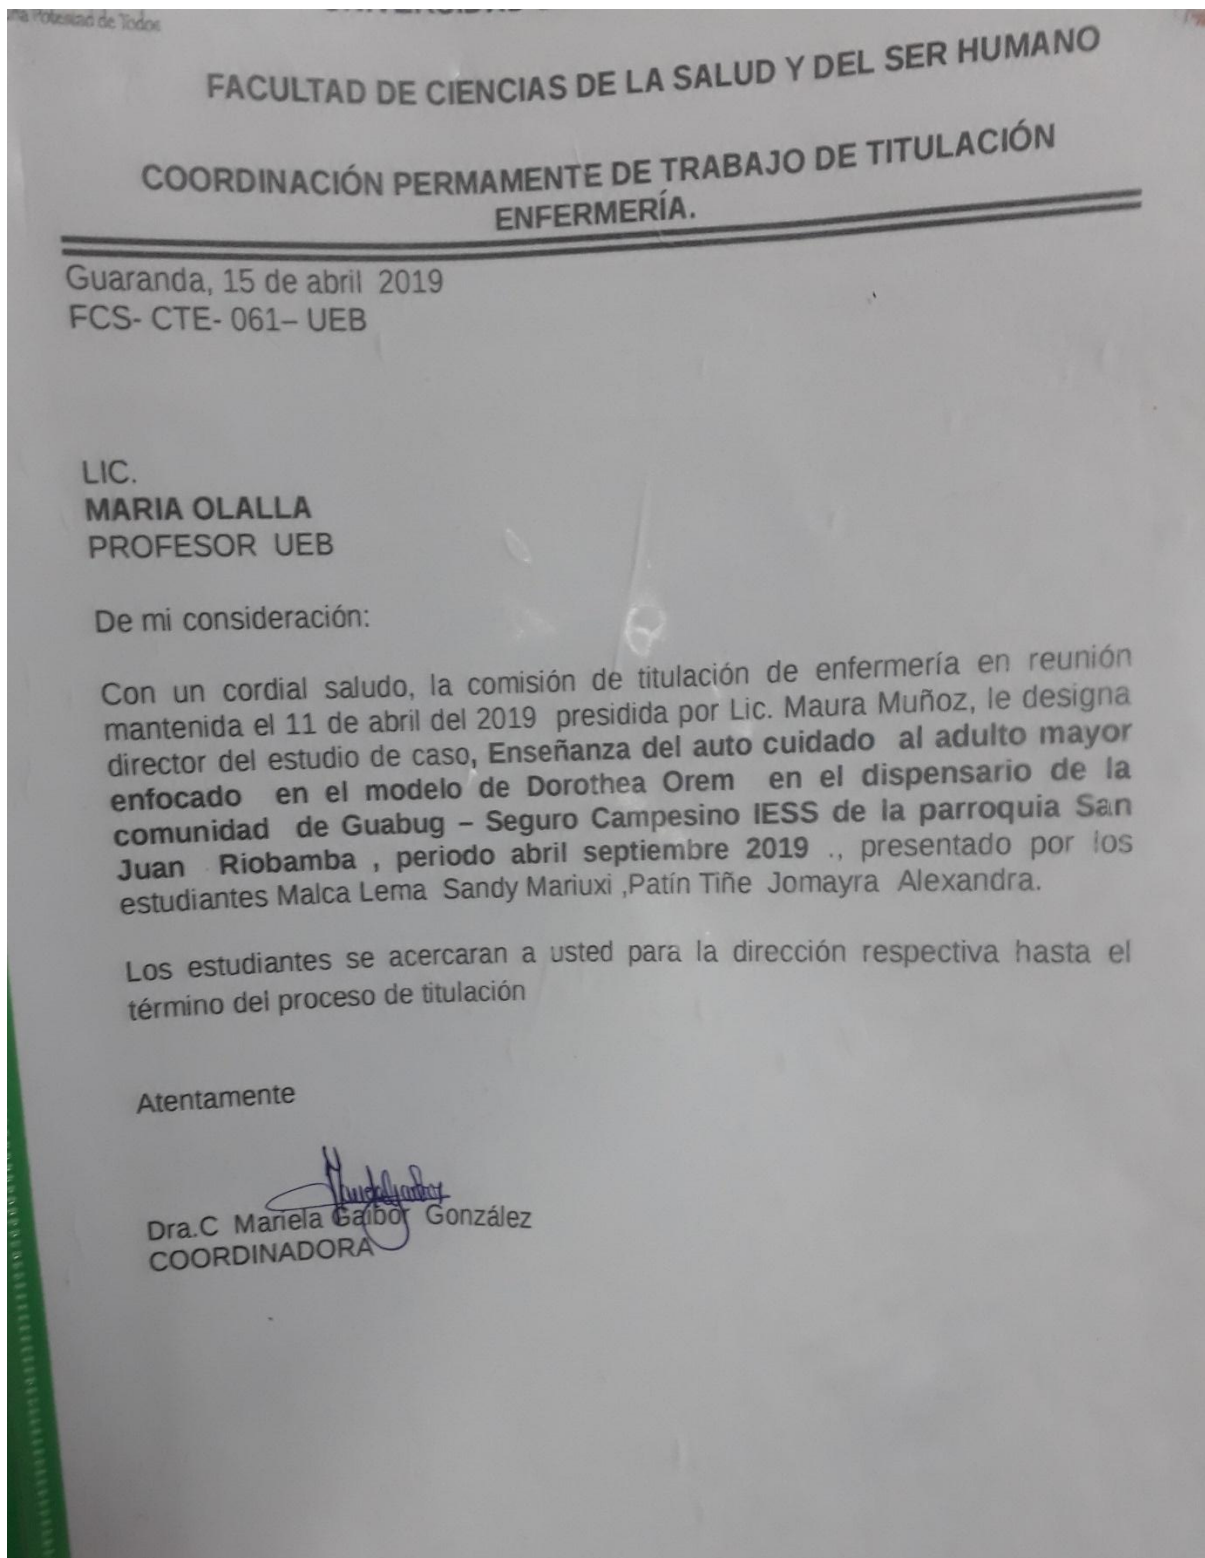 na Potestad de Todos
FACULTAD DE CIENCIAS DE LA SALUD Y DEL SER HUMANO
COORDINACIÓN PERMAMENTE DE TRABAJO DE TITULACIÓN
ENFERMERÍA.
Guaranda, 15 de abril 2019
FCS- CTE- 061– UEB
LIC.
MARIA OLALLA
PROFESOR UEB
De mi consideración:
Con un cordial saludo, la comisión de titulación de enfermería en reunión
mantenida el 11 de abril del 2019 presidida por Lic. Maura Muñoz, le designa
director del estudio de caso, Enseñanza del auto cuidado al adulto mayor
enfocado en el modelo de Dorothea Orem en el dispensario de la
comunidad de Guabug – Seguro Campesino IESS de la parroquia San
Juan Riobamba , periodo abril septiembre 2019 ., presentado por los
estudiantes Malca Lema Sandy Mariuxi ,Patín Tiñe Jomayra Alexandra.
Los estudiantes se acercaran a usted para la dirección respectiva hasta el
término del proceso de titulación
Atentamente
Dra.C Mariela Gaibor González
COORDINADORA